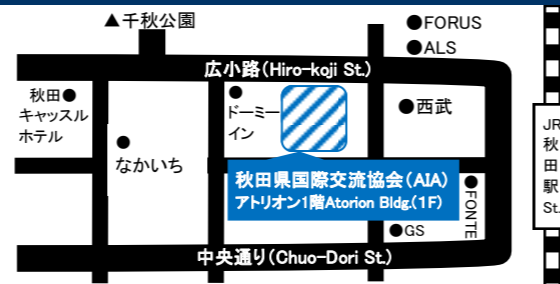 ▲千秋公園
●FORUS
●ALS
広小路(Hiro-koji St.)
秋田●
キャッスル
ホテル
●
なかいち
●
ドーミー
イン
●西武
秋田県国際交流協会(AIA)
アトリオン1階Atorion Bldg.(1F)
●FONTE
●GS
中央通り(Chuo-Dori St.)
JR
秋
田
駅
St.